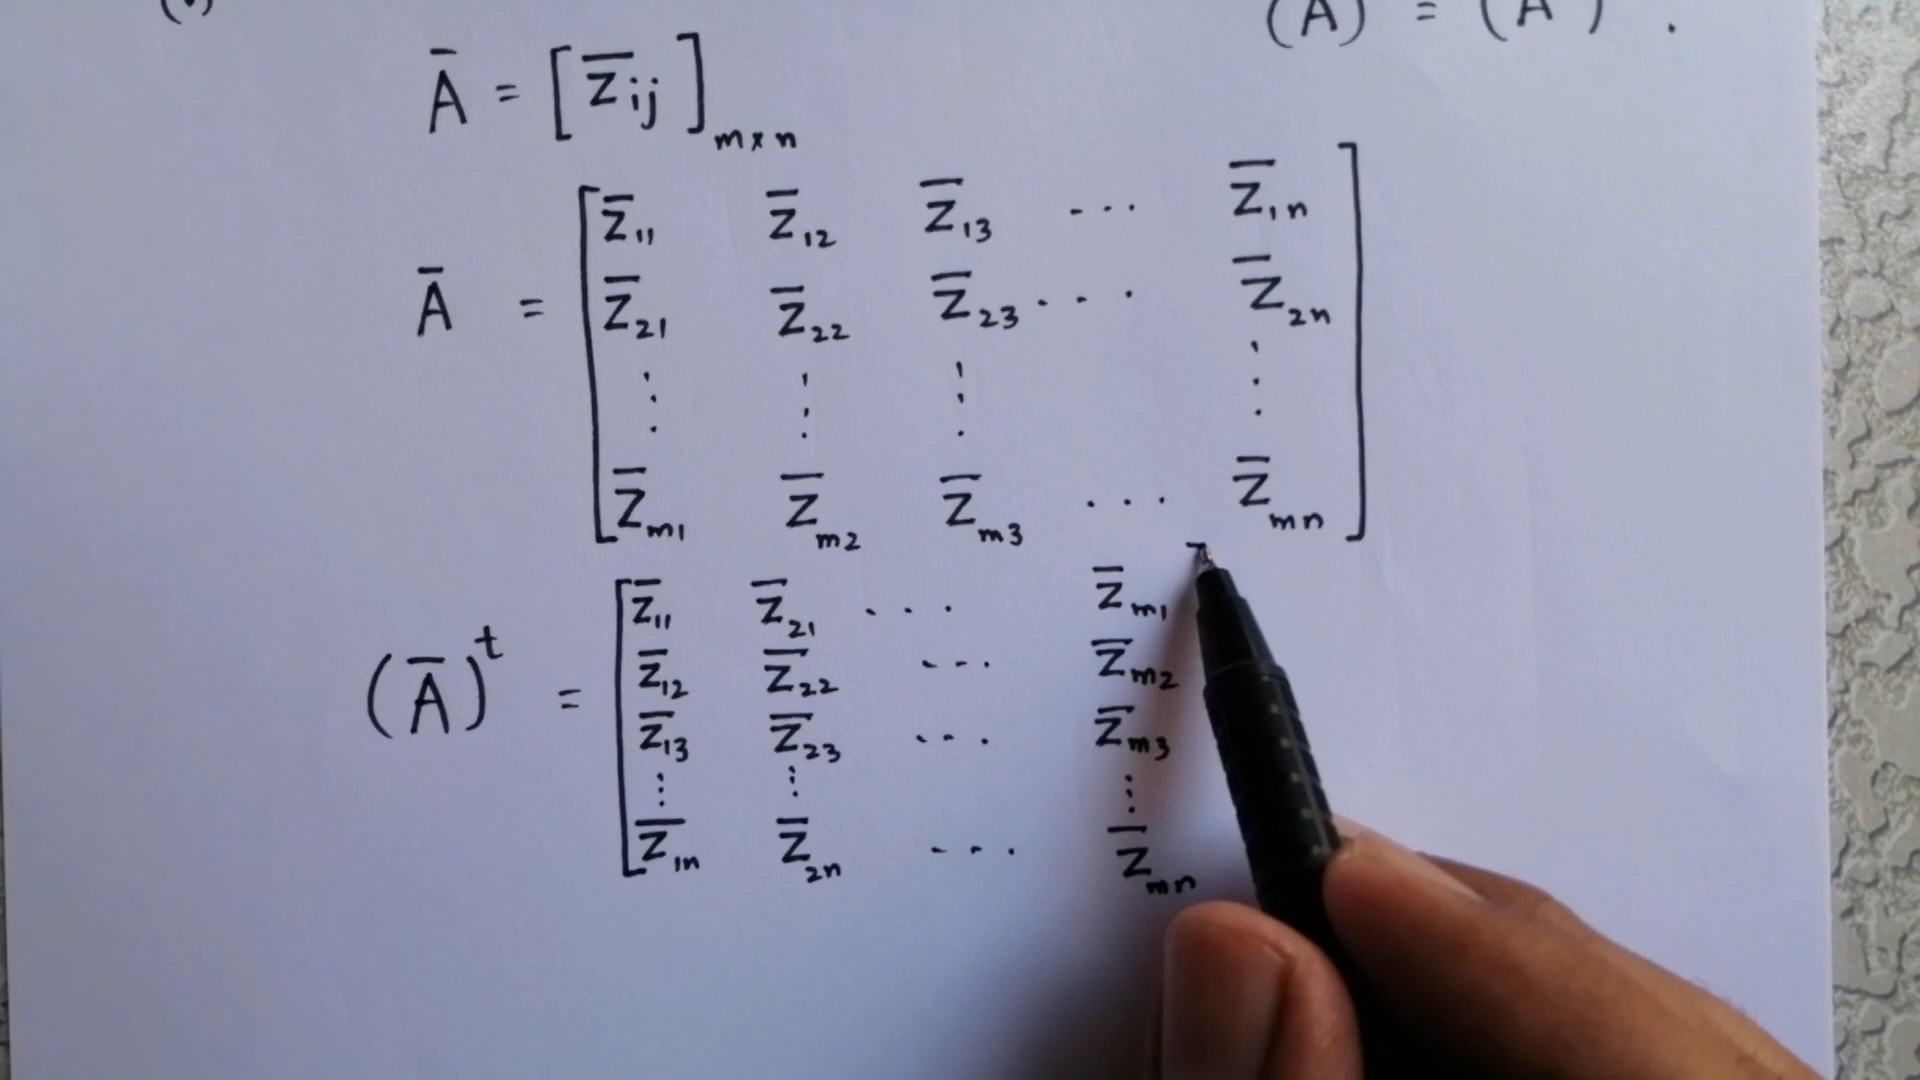 (A) = (A ) .
Ā = [z̄ij]m×n
Ā = [z̄11 z̄12 z̄13 ... z̄1n
z̄21 z̄22 z̄23 ... z̄2n
⋮ ⋮ ⋮ ⋮
z̄m1 z̄m2 z̄m3 ... z̄mn]
(Ā)ᵗ = [z̄11 z̄21 ... z̄m1
z̄12 z̄22 ... z̄m2
z̄13 z̄23 ... z̄m3
⋮ ⋮ ⋮
z̄1n z̄2n ... z̄mn